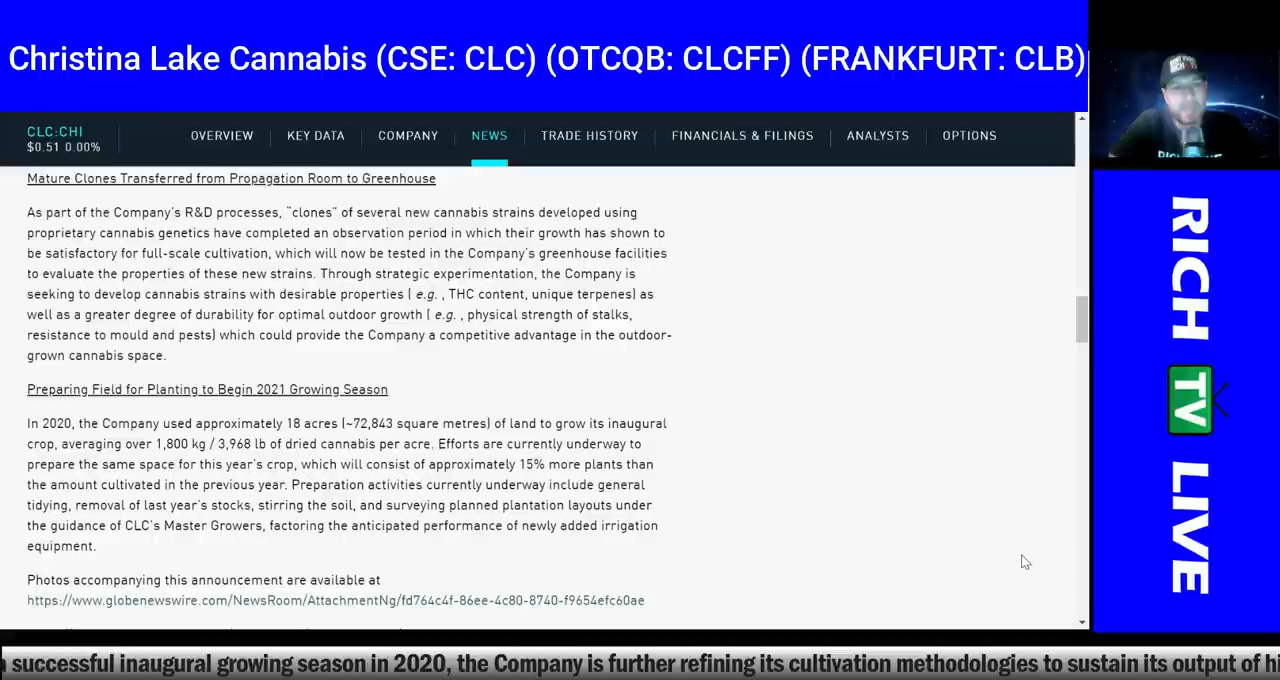 Christina Lake Cannabis (CSE: CLC) (OTCQB: CLCFF) (FRANKFURT: CLB)
CLC:CHI
$0.51 0.00%
OVERVIEW
KEY DATA
COMPANY
NEWS
TRADE HISTORY
FINANCIALS & FILINGS
ANALYSTS
OPTIONS
Mature Clones Transferred from Propagation Room to Greenhouse
As part of the Company's R&D processes, "clones" of several new cannabis strains developed using
proprietary cannabis genetics have completed an observation period in which their growth has shown to
be satisfactory for full-scale cultivation, which will now be tested in the Company's greenhouse facilities
to evaluate the properties of these new strains. Through strategic experimentation, the Company is
seeking to develop cannabis strains with desirable properties ( e.g. , THC content, unique terpenes) as
well as a greater degree of durability for optimal outdoor growth ( e.g. , physical strength of stalks,
resistance to mould and pests) which could provide the Company a competitive advantage in the outdoor-
grown cannabis space.
Preparing Field for Planting to Begin 2021 Growing Season
In 2020, the Company used approximately 18 acres (~72,843 square metres) of land to grow its inaugural
crop, averaging over 1,800 kg / 3,968 lb of dried cannabis per acre. Efforts are currently underway to
prepare the same space for this year's crop, which will consist of approximately 15% more plants than
the amount cultivated in the previous year. Preparation activities currently underway include general
tidying, removal of last year's stocks, stirring the soil, and surveying planned plantation layouts under
the guidance of CLC's Master Growers, factoring the anticipated performance of newly added irrigation
equipment.
Photos accompanying this announcement are available at
https://www.globenewswire.com/NewsRoom/AttachmentNg/fd764c4f-86ee-4c80-8740-f9654efc60ae
RICH
TV
LIVE
successful inaugural growing season in 2020, the Company is further refining its cultivation methodologies to sustain its output of hi